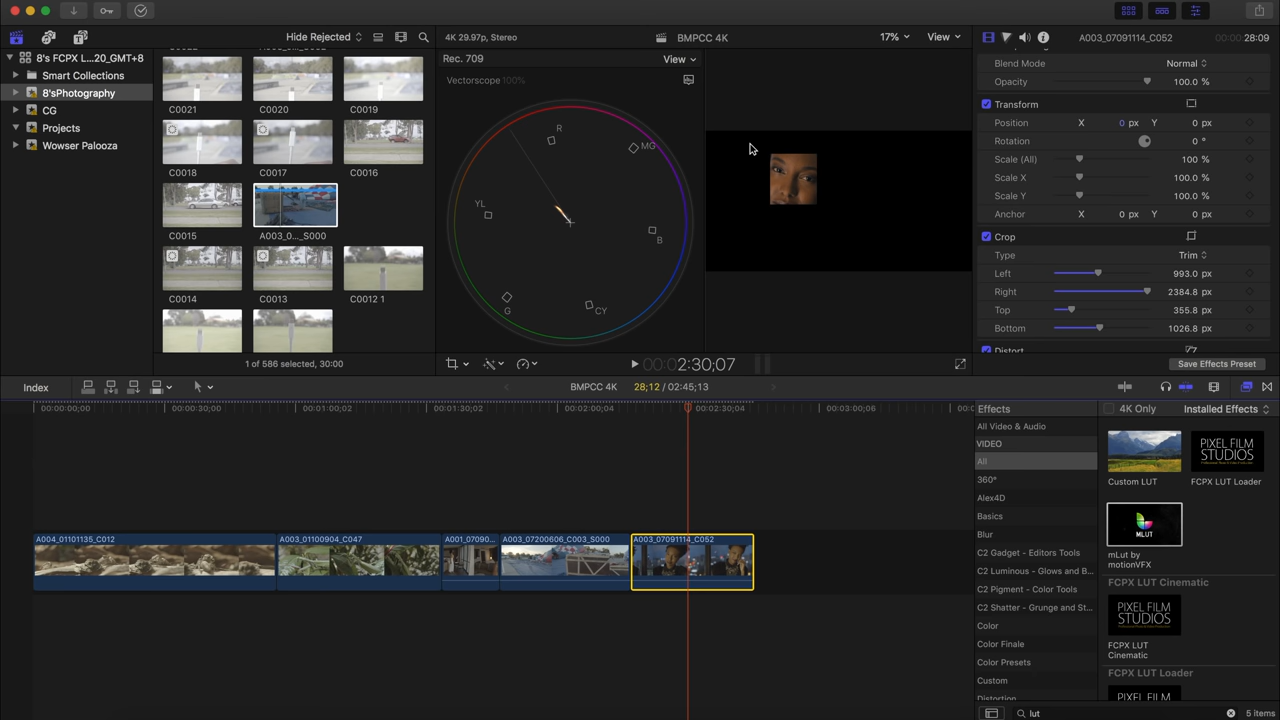 Hide Rejected
4K 29.97p, Stereo
BMPCC 4K
17%
View
A003_07091114_C052
00:00:28:09
8's FCPX L...20_GMT+8
Smart Collections
8'sPhotography
CG
Projects
Wowser Palooza
C0021
C0020
C0019
C0018
C0017
C0016
C0015
A003_0..._S000
C0014
C0013
C0012 1
1 of 586 selected, 30:00
Rec. 709
View
Vectorscope 100%
R
MG
YL
B
G
CY
00:00:2:30;07
Blend Mode
Normal
Opacity
100.0 %
Transform
Position
X
0 px
Y
0 px
Rotation
0 °
Scale (All)
100 %
Scale X
100.0 %
Scale Y
100.0 %
Anchor
X
0 px
Y
0 px
Crop
Type
Trim
Left
993.0 px
Right
2384.8 px
Top
355.8 px
Bottom
1026.8 px
Distort
Save Effects Preset
Index
BMPCC 4K
28;12 / 02:45;13
00:00:00;00
00:00:30;00
00:01:00;02
00:01:30;02
00:02:00;04
00:02:30;04
00:03:00;06
A004_01101135_C012
A003_01100904_C047
A001_07090...
A003_07200606_C003_S000
A003_07091114_C052
Effects
4K Only
Installed Effects
All Video & Audio
VIDEO
All
360°
Alex4D
Basics
Blur
C2 Gadget - Editors Tools
C2 Luminous - Glows and B...
C2 Pigment - Color Tools
C2 Shatter - Grunge and St...
Color
Color Finale
Color Presets
Custom
Distortion
Custom LUT
PIXEL FILM
STUDIOS
FCPX LUT Loader
MLUT
mLut by
motionVFX
FCPX LUT Cinematic
PIXEL FILM
STUDIOS
FCPX LUT
Cinematic
FCPX LUT Loader
PIXEL FILM
lut
5 items